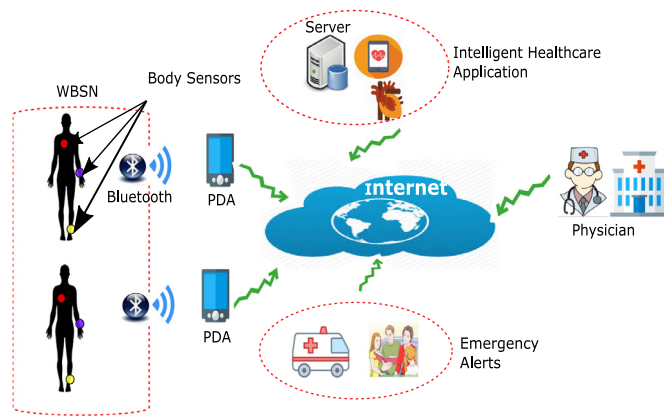 Server
Intelligent Healthcare
Application
Body Sensors
WBSN
Bluetooth
PDA
Internet
Physician
PDA
Emergency
Alerts